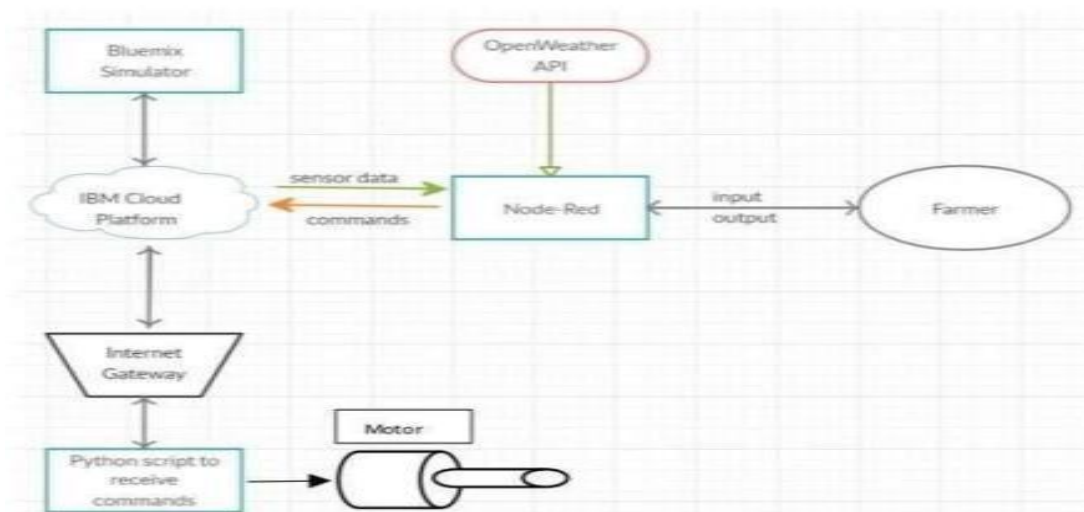 Bluemix
Simulator
OpenWeather
API
IBM Cloud
Platform
sensor data
commands
Node-Red
input
output
Farmer
Internet
Gateway
Motor
Python script to
receive
commands